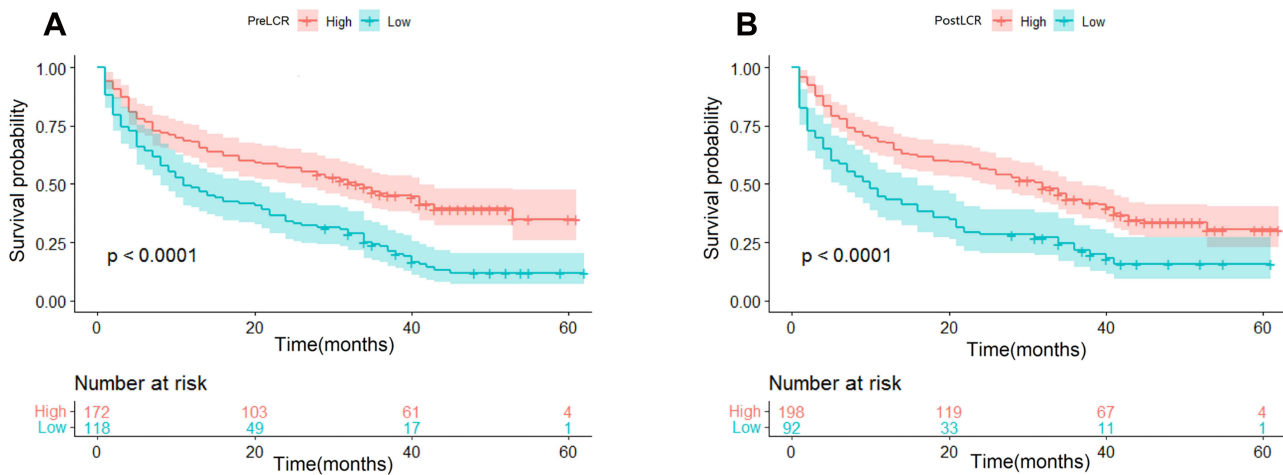 A
PreLCR High Low
Survival probability
1.00
0.75
0.50
0.25
0.00
p < 0.0001
0 20 40 60
Time(months)
Number at risk
High 172 103 61 4
Low 118 49 17 1
0 20 40 60
Time(months)
B
PostLCR High Low
Survival probability
1.00
0.75
0.50
0.25
0.00
p < 0.0001
0 20 40 60
Time(months)
Number at risk
High 198 119 67 4
Low 92 33 11 1
0 20 40 60
Time(months)